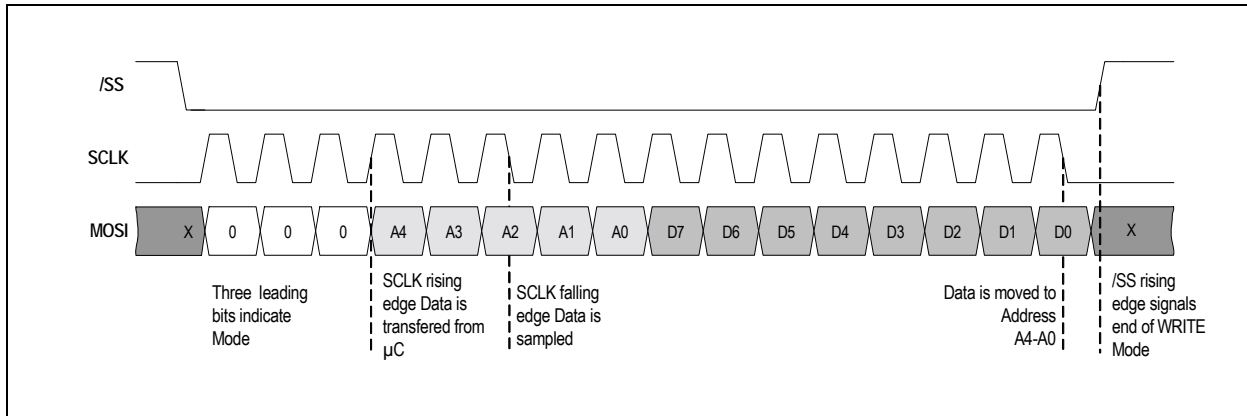 /SS
SCLK
MOSI X 0 0 0 A4 A3 A2 A1 A0 D7 D6 D5 D4 D3 D2 D1 D0 X
Three leading
bits indicate
Mode
SCLK rising
edge Data is
transfered from
µC
SCLK falling
edge Data is
sampled
Data is moved to
Address
A4-A0
/SS rising
edge signals
end of WRITE
Mode